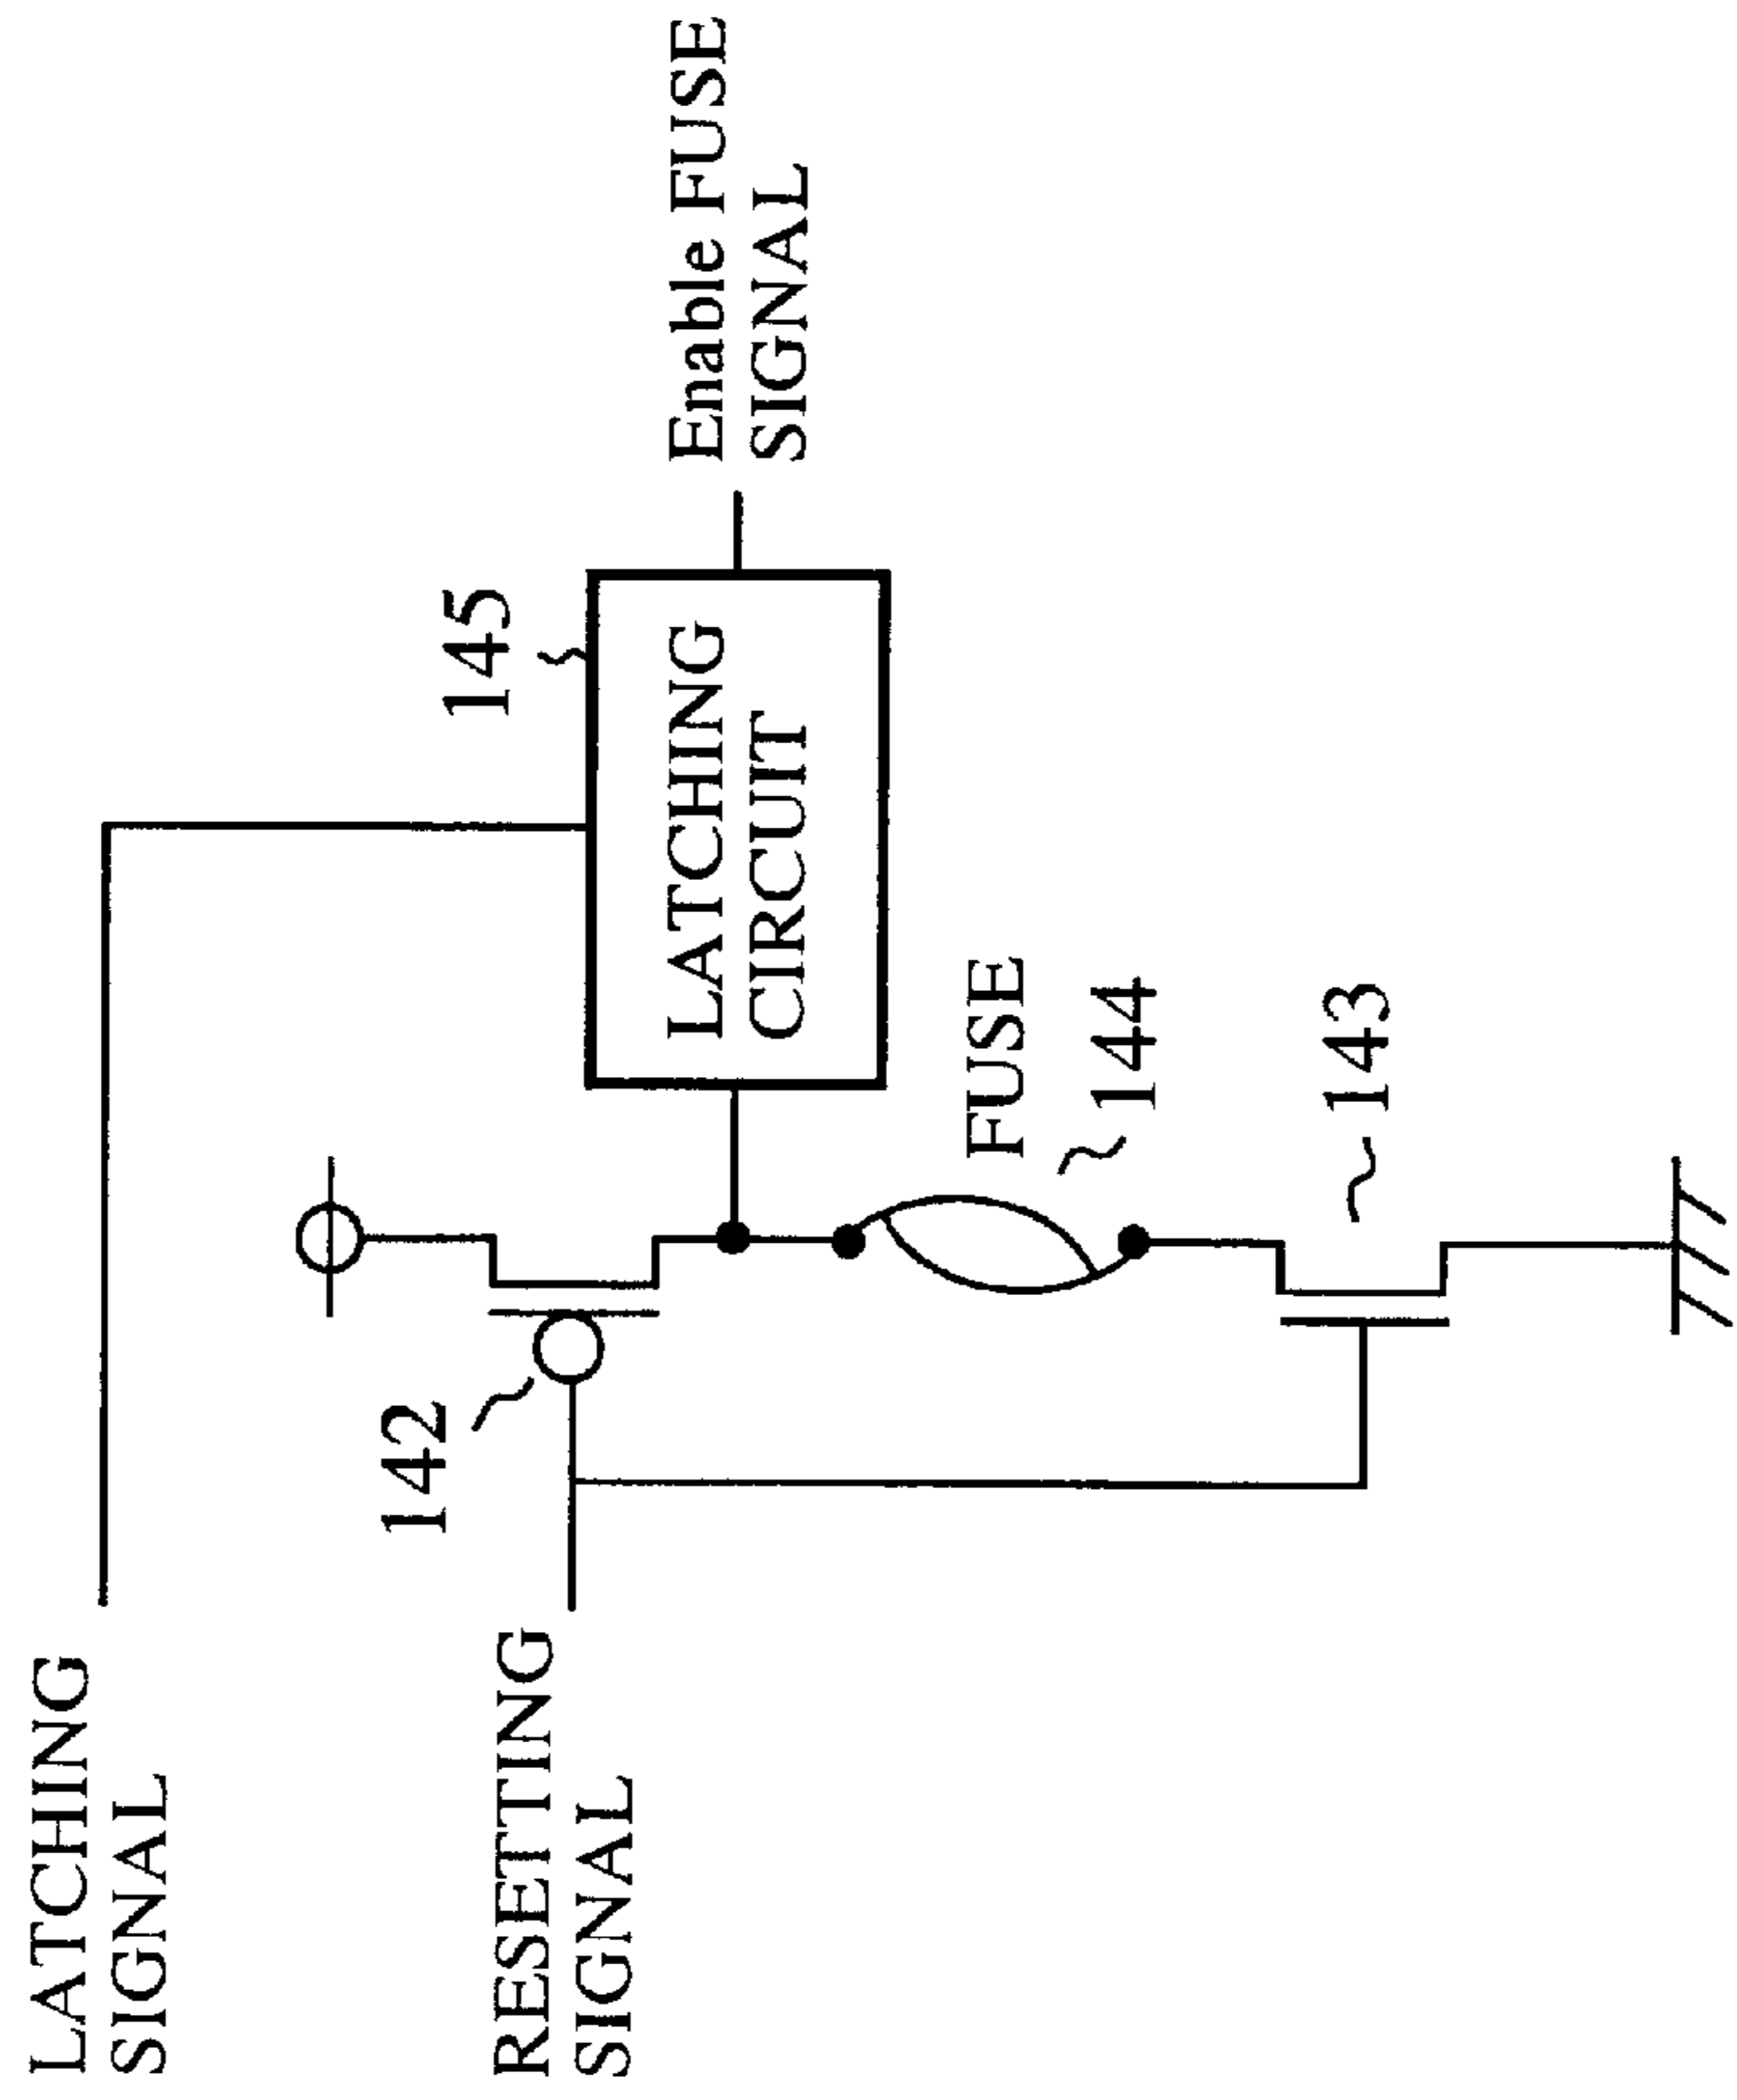 LATCHING
SIGNAL
RESETTING
SIGNAL
142
145
LATCHING
CIRCUIT
Enable FUSE
SIGNAL
FUSE
144
143